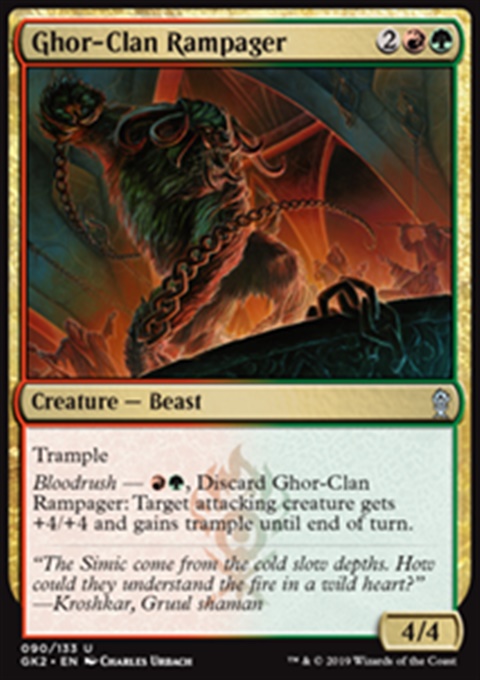 Ghor-Clan Rampager 2
Creature — Beast
Trample
Bloodrush — , Discard Ghor-Clan
Rampager: Target attacking creature gets
+4/+4 and gains trample until end of turn.
"The Simic come from the cold slow depths. How
could they understand the fire in a wild heart?"
—Kroshkar, Gruul shaman
4/4
090/133 U
GK2 • EN Charles Urbach
™ & © 2019 Wizards of the Coast